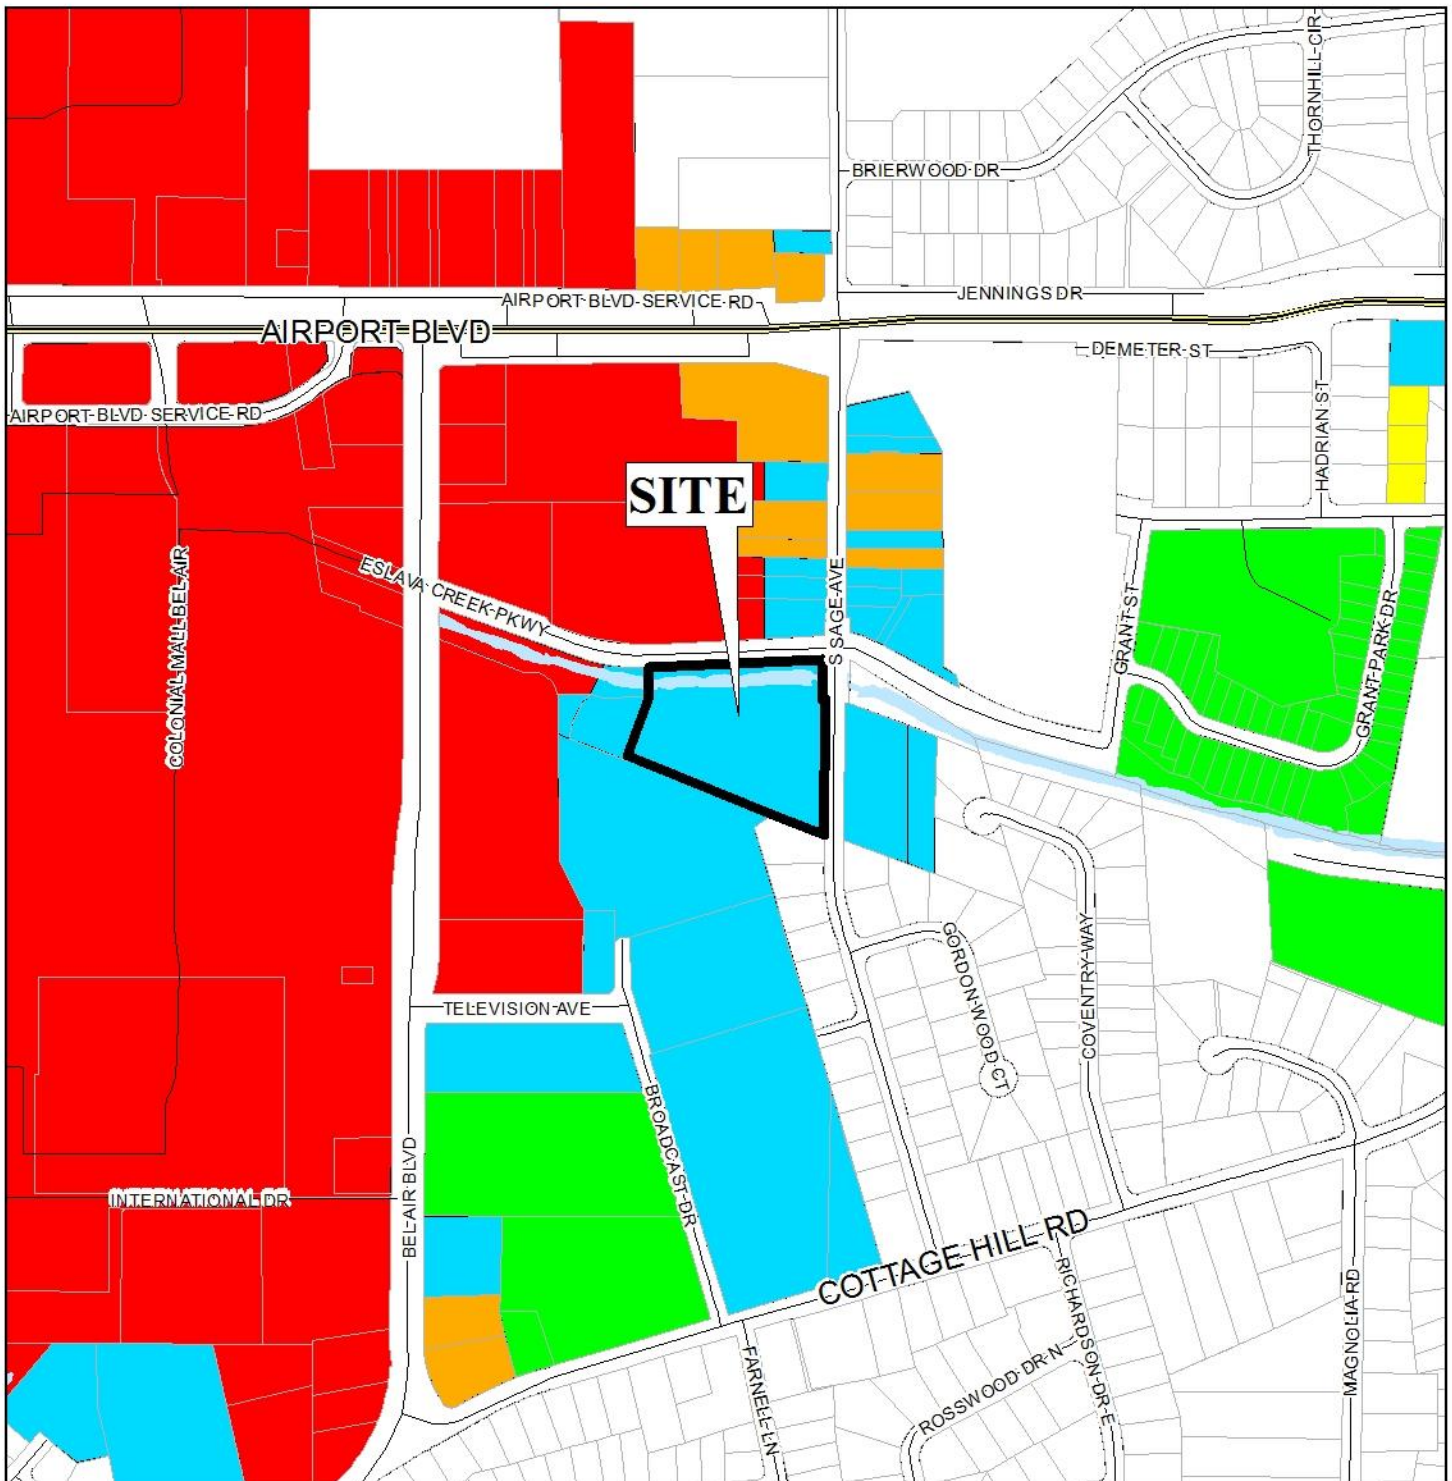 THORNHILL CIR
BRIERWOOD DR
JENNINGS DR
AIRPORT BLVD SERVICE RD
AIRPORT BLVD
DEMETER ST
AIRPORT BLVD SERVICE RD
HADRIAN ST
SITE
ESLAVA CREEK PKWY
S SAGE AVE
COLONIAL MALL BEL AIR
GRANT ST
GRANT PARK DR
GORDON WOOD CT
COVENTRY WAY
TELEVISION AVE
BROADCAST DR
BEL AIR BLVD
INTERNATIONAL DR
COTTAGE HILL RD
RICHARDSON DR E
MAGNOLIA RD
FARNELL LN
ROSSWOOD DR N